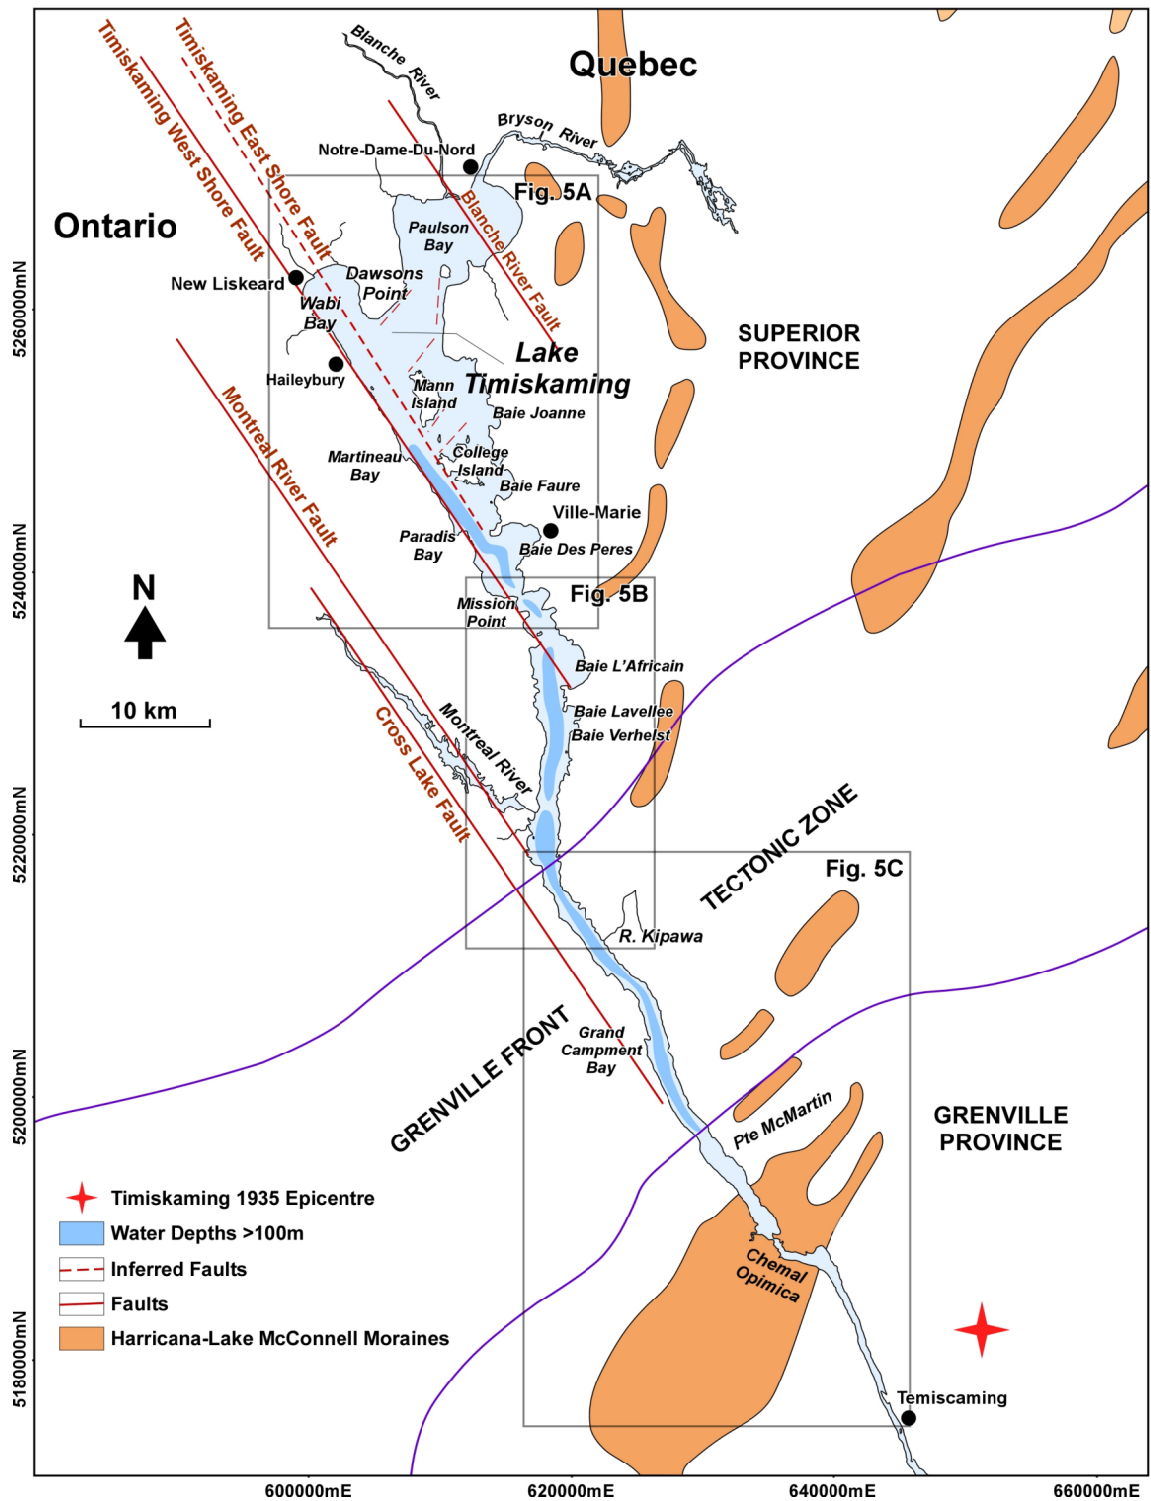 Blanche River
Quebec
Timiskaming West Shore Fault
Timiskaming East Shore Fault
Bryson River
Notre-Dame-Du-Nord
Fig. 5A
Ontario
Paulson
Bay
Blanche River Fault
New Liskeard
Dawsons
Point
Wabi
Bay
SUPERIOR
PROVINCE
Lake
Timiskaming
Haileybury
Mann
Island
Baie Joanne
Montreal River Fault
Martineau
Bay
College
Island
Baie Faure
Ville-Marie
Paradis
Bay
Baie Des Peres
N
Fig. 5B
Mission
Point
10 km
Baie L'Africain
Baie Lavellee
Baie Verhelst
Montreal River
Cross Lake Fault
TECTONIC ZONE
Fig. 5C
R. Kipawa
GRENVILLE FRONT
Grand
Campment
Bay
Pte McMartin
GRENVILLE
PROVINCE
Chemal
Opimica
Temiscaming
Timiskaming 1935 Epicentre
Water Depths >100m
Inferred Faults
Faults
Harricana-Lake McConnell Moraines
5260000mN
5240000mN
5220000mN
5200000mN
5180000mN
600000mE
620000mE
640000mE
660000mE